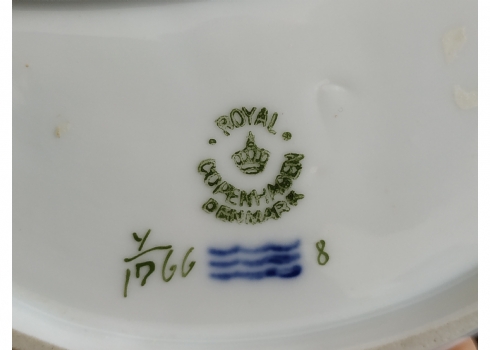 ROYAL
COPENHAGEN
DENMARK
Y
1766 8